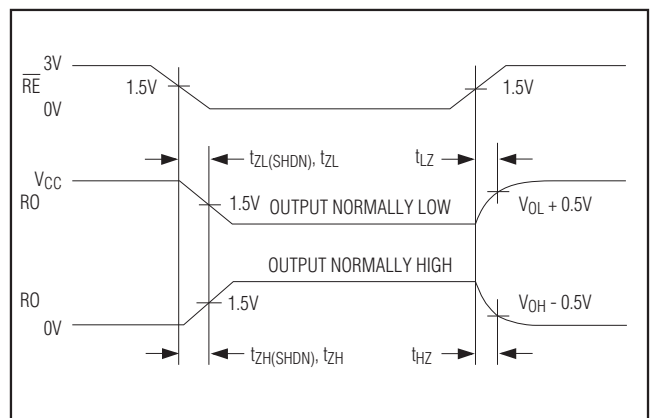 3V
RE
1.5V
1.5V
0V
tZL(SHDN), tZL
tLZ
VCC
RO
1.5V
OUTPUT NORMALLY LOW
VOL + 0.5V
OUTPUT NORMALLY HIGH
RO
1.5V
VOH - 0.5V
0V
tZH(SHDN), tZH
tHZ